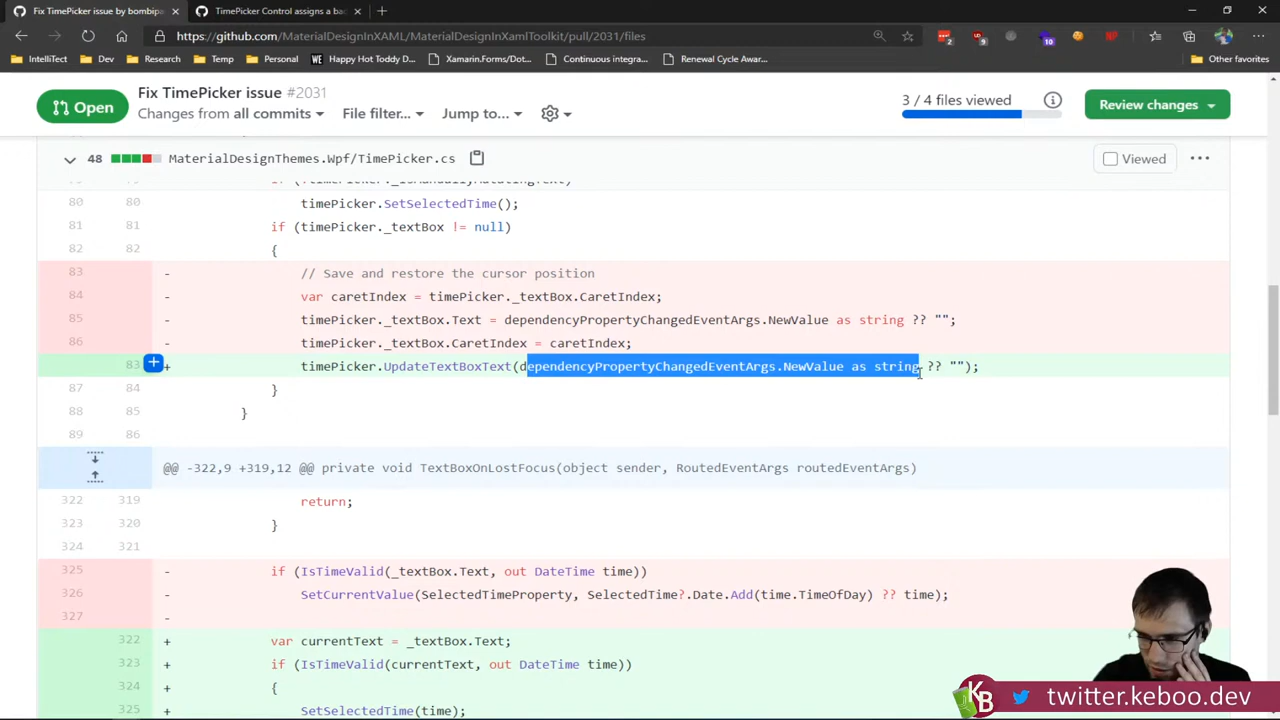 Fix TimePicker issue by bombipa
TimePicker Control assigns a ba
https://github.com/MaterialDesignInXAML/MaterialDesignInXamlToolkit/pull/2031/files
2
9
10
IntelliTect
Dev
Research
Temp
Personal
WE Happy Hot Toddy D...
Xamarin.Forms/Dot...
Continuous integra...
Renewal Cycle Awar...
Other favorites
Open
Fix TimePicker issue #2031
Changes from all commits
File filter...
Jump to...
3 / 4 files viewed
Review changes
48 MaterialDesignThemes.Wpf/TimePicker.cs
Viewed
80 80 timePicker.SetSelectedTime();
81 81 if (timePicker._textBox != null)
82 82 {
83 - // Save and restore the cursor position
84 - var caretIndex = timePicker._textBox.CaretIndex;
85 - timePicker._textBox.Text = dependencyPropertyChangedEventArgs.NewValue as string ?? "";
86 - timePicker._textBox.CaretIndex = caretIndex;
83 + timePicker.UpdateTextBoxText(dependencyPropertyChangedEventArgs.NewValue as string ?? "");
87 84 }
88 85 }
89 86
@@ -322,9 +319,12 @@ private void TextBoxOnLostFocus(object sender, RoutedEventArgs routedEventArgs)
322 319 return;
323 320 }
324 321
325 - if (IsTimeValid(_textBox.Text, out DateTime time))
326 - SetCurrentValue(SelectedTimeProperty, SelectedTime?.Date.Add(time.TimeOfDay) ?? time);
327 -
322 + var currentText = _textBox.Text;
323 + if (IsTimeValid(currentText, out DateTime time))
324 + {
325 + SetSelectedTime(time);
KB twitter.keboo.dev